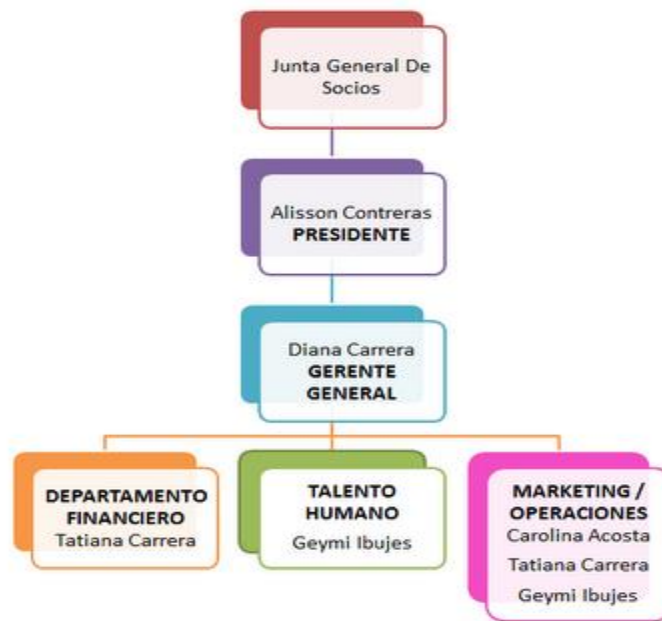 Junta General De
Socios
Alisson Contreras
PRESIDENTE
Diana Carrera
GERENTE
GENERAL
DEPARTAMENTO
FINANCIERO
Tatiana Carrera
TALENTO
HUMANO
Geymi Ibujes
MARKETING /
OPERACIONES
Carolina Acosta
Tatiana Carrera
Geymi Ibujes